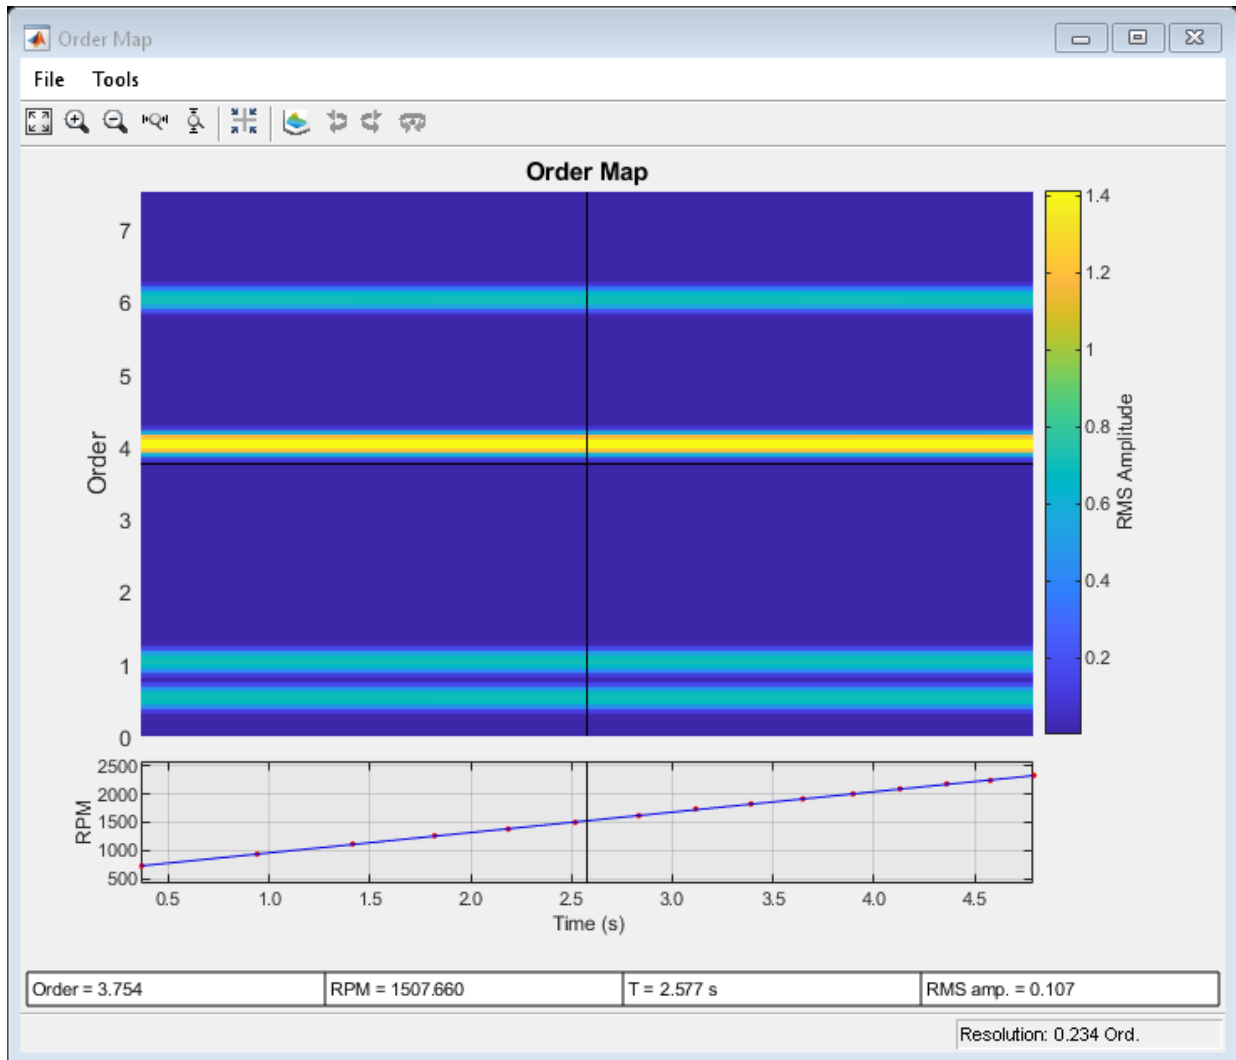 Order Map
File Tools
Order Map
7
6
5
4
3
2
1
0
Order
1.4
1.2
1
0.8
0.6
0.4
0.2
RMS Amplitude
2500
2000
1500
1000
500
RPM
0.5 1.0 1.5 2.0 2.5 3.0 3.5 4.0 4.5
Time (s)
Order = 3.754 RPM = 1507.660 T = 2.577 s RMS amp. = 0.107
Resolution: 0.234 Ord.